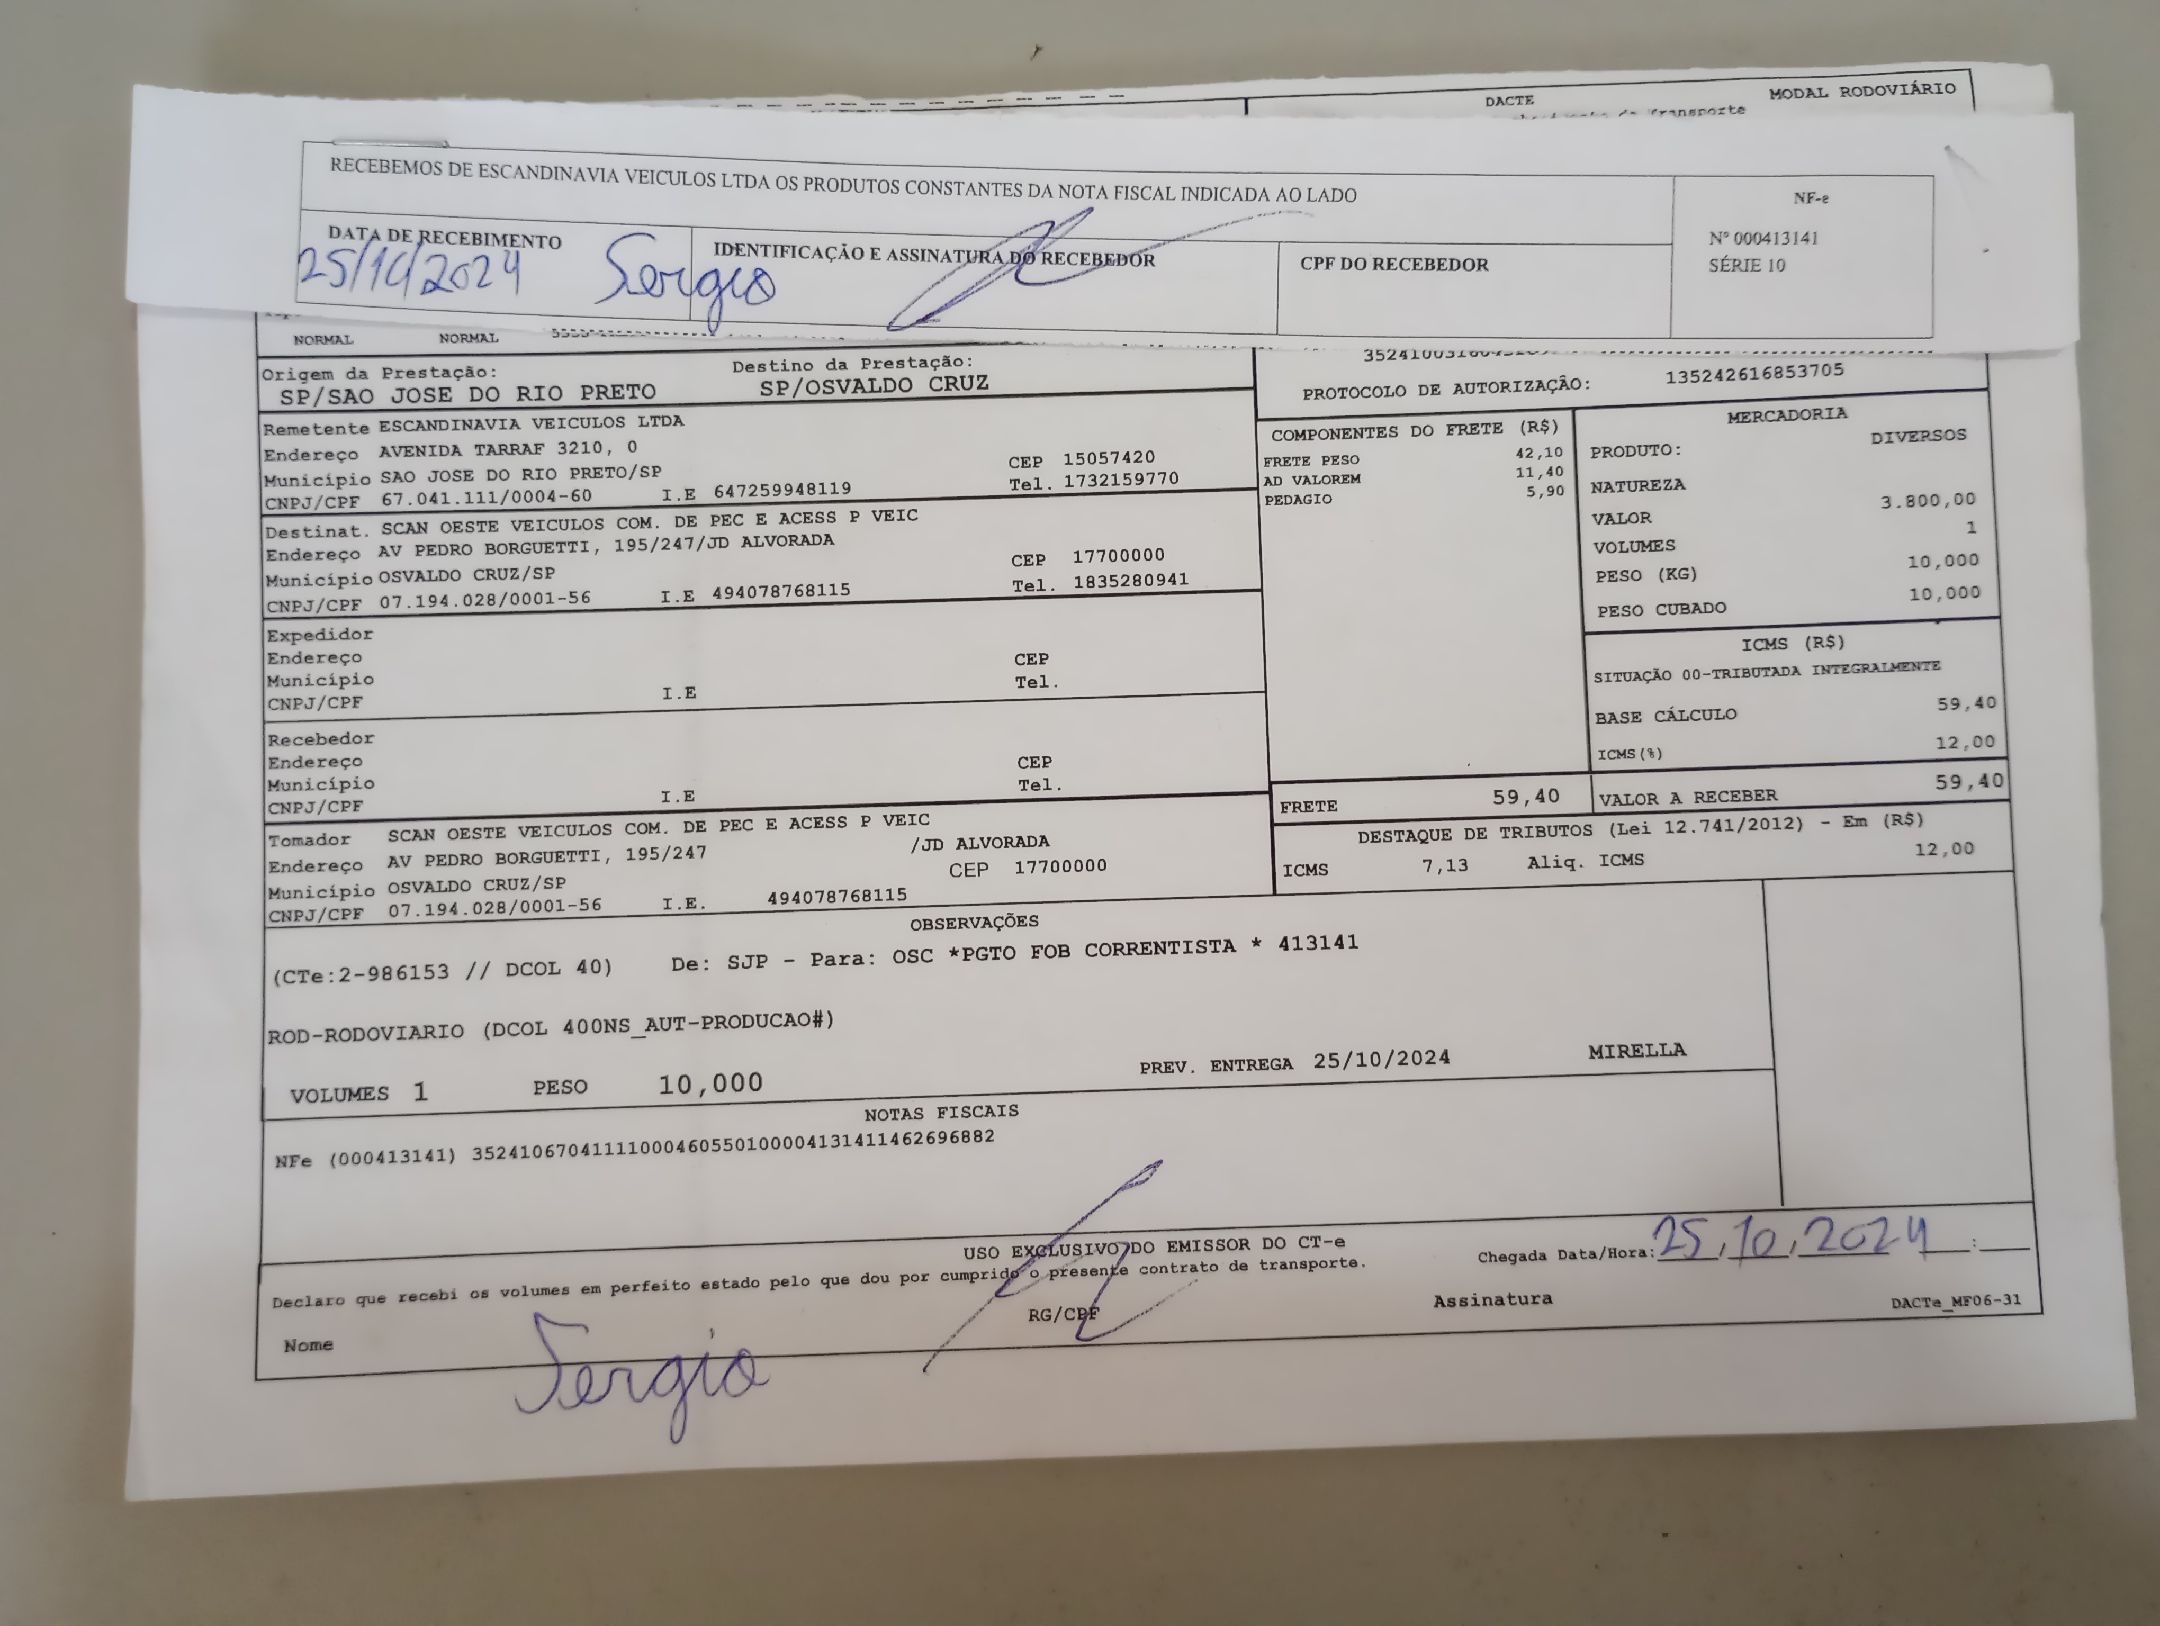 DACTE
MODAL RODOVIÁRIO
RECEBEMOS DE ESCANDINAVIA VEICULOS LTDA OS PRODUTOS CONSTANTES DA NOTA FISCAL INDICADA AO LADO
NF-e
Nº 000413141
SÉRIE 10
DATA DE RECEBIMENTO
25/10/2024
Sergio
IDENTIFICAÇÃO E ASSINATURA DO RECEBEDOR
CPF DO RECEBEDOR
NORMAL NORMAL
Origem da Prestação: Destino da Prestação:
SP/SAO JOSE DO RIO PRETO SP/OSVALDO CRUZ
PROTOCOLO DE AUTORIZAÇÃO: 135242616853705
Remetente ESCANDINAVIA VEICULOS LTDA
Endereço AVENIDA TARRAF 3210, 0
Município SAO JOSE DO RIO PRETO/SP CEP 15057420
CNPJ/CPF 67.041.111/0004-60 I.E 647259948119 Tel. 1732159770
Destinat. SCAN OESTE VEICULOS COM. DE PEC E ACESS P VEIC
Endereço AV PEDRO BORGUETTI, 195/247/JD ALVORADA
Município OSVALDO CRUZ/SP CEP 17700000
CNPJ/CPF 07.194.028/0001-56 I.E 494078768115 Tel. 1835280941
Expedidor
Endereço
Município CEP
CNPJ/CPF I.E Tel.
Recebedor
Endereço
Município CEP
CNPJ/CPF I.E Tel.
Tomador SCAN OESTE VEICULOS COM. DE PEC E ACESS P VEIC
Endereço AV PEDRO BORGUETTI, 195/247 /JD ALVORADA
Município OSVALDO CRUZ/SP CEP 17700000
CNPJ/CPF 07.194.028/0001-56 I.E. 494078768115
COMPONENTES DO FRETE (R$)
FRETE PESO 42,10
AD VALOREM 11,40
PEDAGIO 5,90
MERCADORIA
PRODUTO: DIVERSOS
NATUREZA
VALOR 3.800,00
VOLUMES 1
PESO (KG) 10,000
PESO CUBADO 10,000
ICMS (R$)
SITUAÇÃO 00-TRIBUTADA INTEGRALMENTE
BASE CÁLCULO 59,40
ICMS(%) 12,00
FRETE 59,40 VALOR A RECEBER 59,40
DESTAQUE DE TRIBUTOS (Lei 12.741/2012) - Em (R$)
ICMS 7,13 Aliq. ICMS 12,00
OBSERVAÇÕES
(CTe:2-986153 // DCOL 40) De: SJP - Para: OSC *PGTO FOB CORRENTISTA * 413141
ROD-RODOVIARIO (DCOL 400NS_AUT-PRODUCAO#)
VOLUMES 1 PESO 10,000 PREV. ENTREGA 25/10/2024 MIRELLA
NOTAS FISCAIS
NFe (000413141) 35241067041111000460550100004131411462696882
USO EXCLUSIVO DO EMISSOR DO CT-e
Chegada Data/Hora: 25,10,2024 :
Declaro que recebi os volumes em perfeito estado pelo que dou por cumprido o presente contrato de transporte.
Nome RG/CPF Assinatura DACTe_MF06-31
Sergio